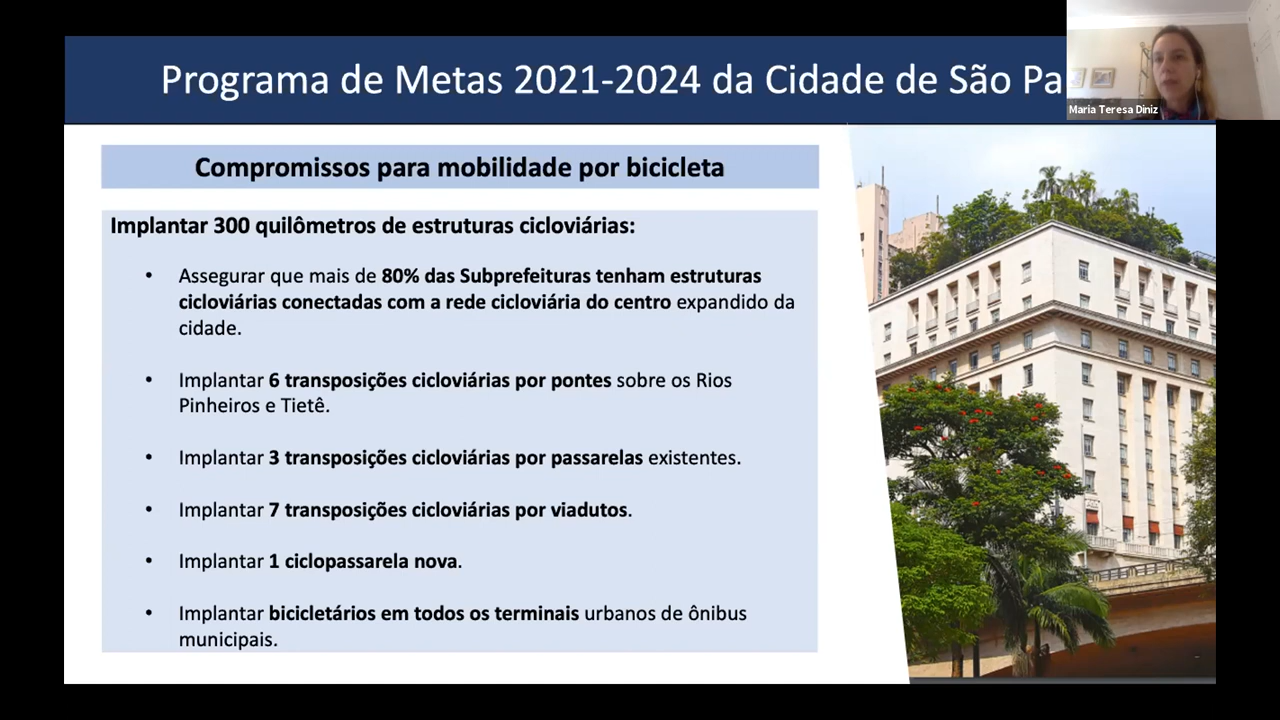 Programa de Metas 2021-2024 da Cidade de São Pa
Maria Teresa Diniz
Compromissos para mobilidade por bicicleta
Implantar 300 quilômetros de estruturas cicloviárias:
• Assegurar que mais de 80% das Subprefeituras tenham estruturas
cicloviárias conectadas com a rede cicloviária do centro expandido da
cidade.
• Implantar 6 transposições cicloviárias por pontes sobre os Rios
Pinheiros e Tietê.
• Implantar 3 transposições cicloviárias por passarelas existentes.
• Implantar 7 transposições cicloviárias por viadutos.
• Implantar 1 ciclopassarela nova.
• Implantar bicicletários em todos os terminais urbanos de ônibus
municipais.